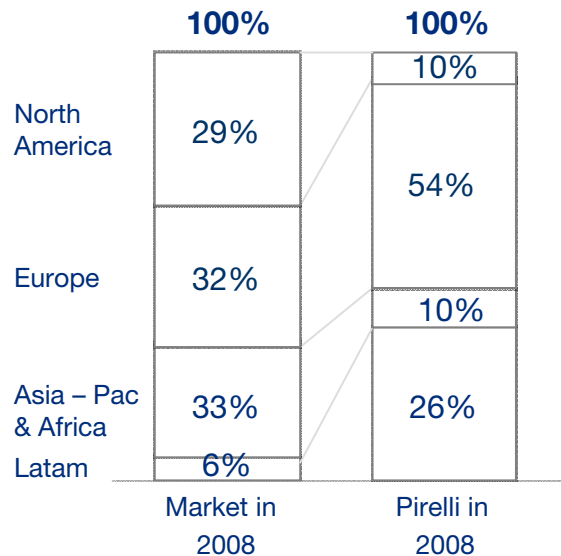 100% 100%
North
America
29%
10%
54%
Europe
32%
10%
Asia – Pac
& Africa
33%
26%
Latam
6%
Market in
2008
Pirelli in
2008